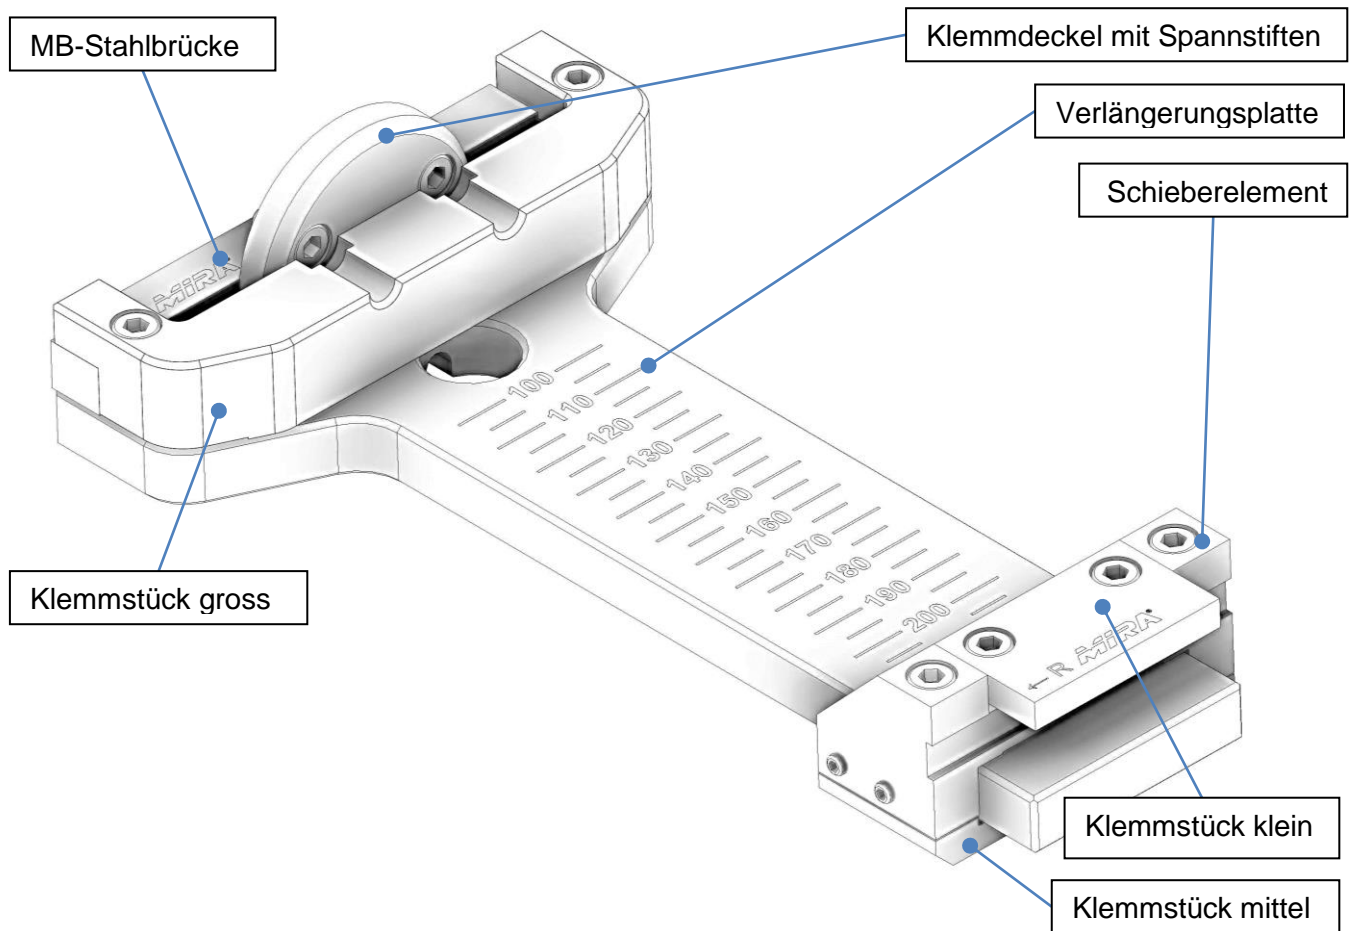 MB-Stahlbrücke
Klemmdeckel mit Spannstiften
Verlängerungsplatte
Schieberelement
MIRA
100
110
120
130
140
150
160
170
180
190
200
Klemmstück gross
←R MIRA
Klemmstück klein
Klemmstück mittel